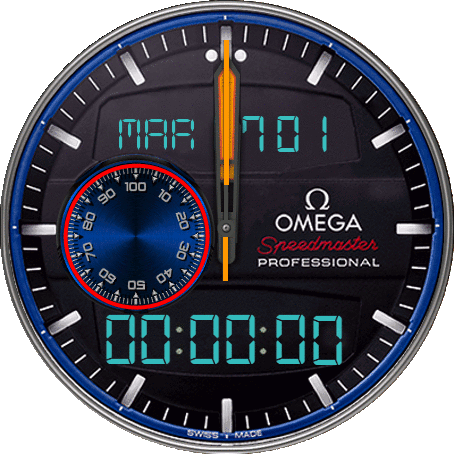 MAA 701
100
90 10
80 20
70 30
60 40
50
Ω
OMEGA
Speedmaster
PROFESSIONAL
00:00:00
SWISS MADE